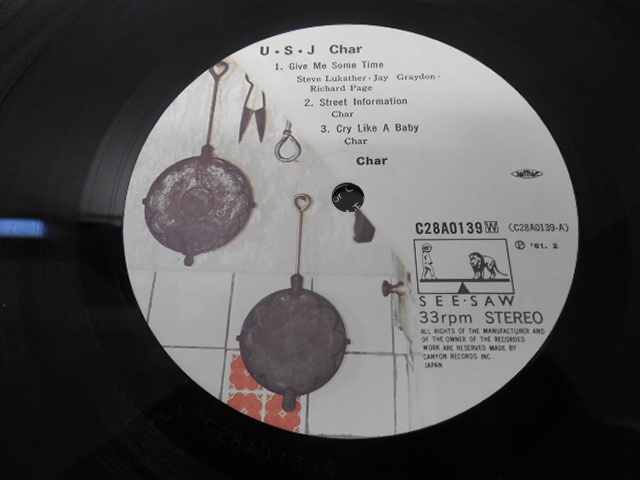 U・S・J Char
1. Give Me Some Time
Steve Lukather・Jay Graydon・
Richard Page
2. Street Information
Char
3. Cry Like A Baby
Char
Char
C28A0139 W (C28A0139-A)
Ⓟ '81. 2
SEE・SAW
33rpm STEREO
ALL RIGHTS OF THE MANUFACTURER AND
OF THE OWNER OF THE RECORDED
WORK ARE RESERVED MADE BY
CANYON RECORDS INC.
JAPAN
C28A0139W A